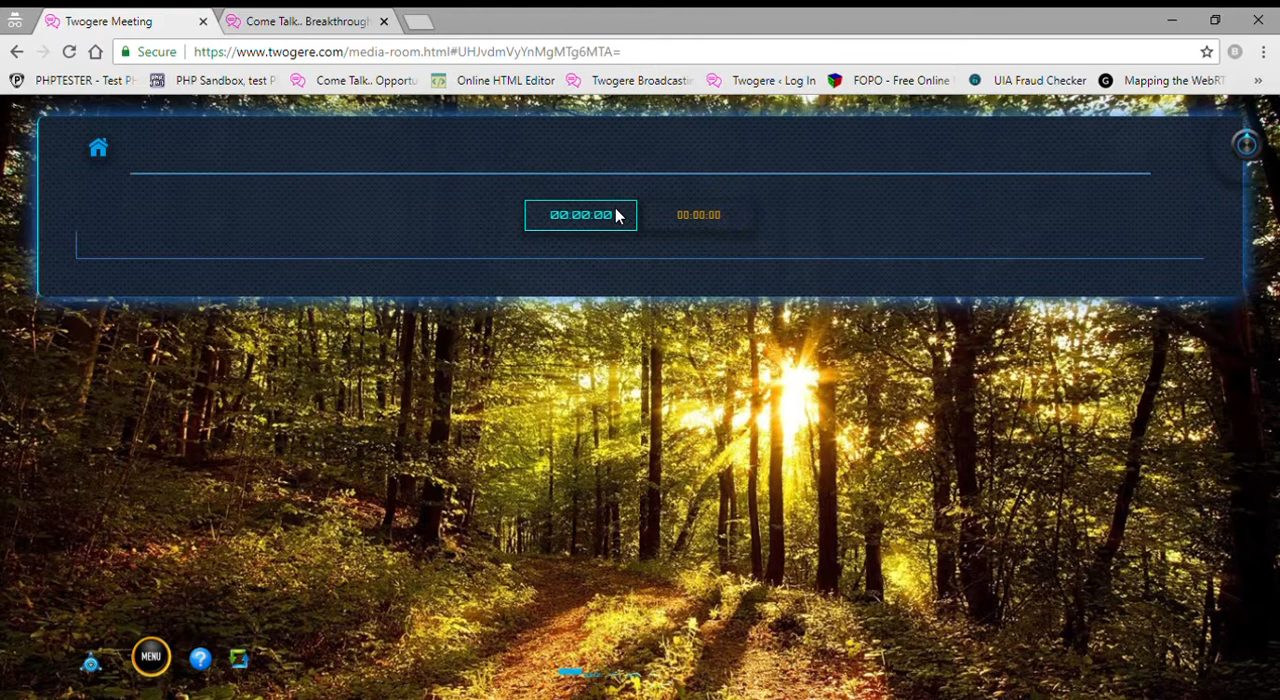 Twogere Meeting
Come Talk.. Breakthroug
Secure
https://www.twogere.com/media-room.html#UHJvdmVyYnMgMTg6MTA=
B
PHPTESTER - Test P
PHP Sandbox, test P
Come Talk.. Opportu
Online HTML Editor
Twogere Broadcasti
Twogere ‹ Log In
FOPO - Free Online
UIA Fraud Checker
G
Mapping the WebRT
»
00:00:00
00:00:00
MENU
?